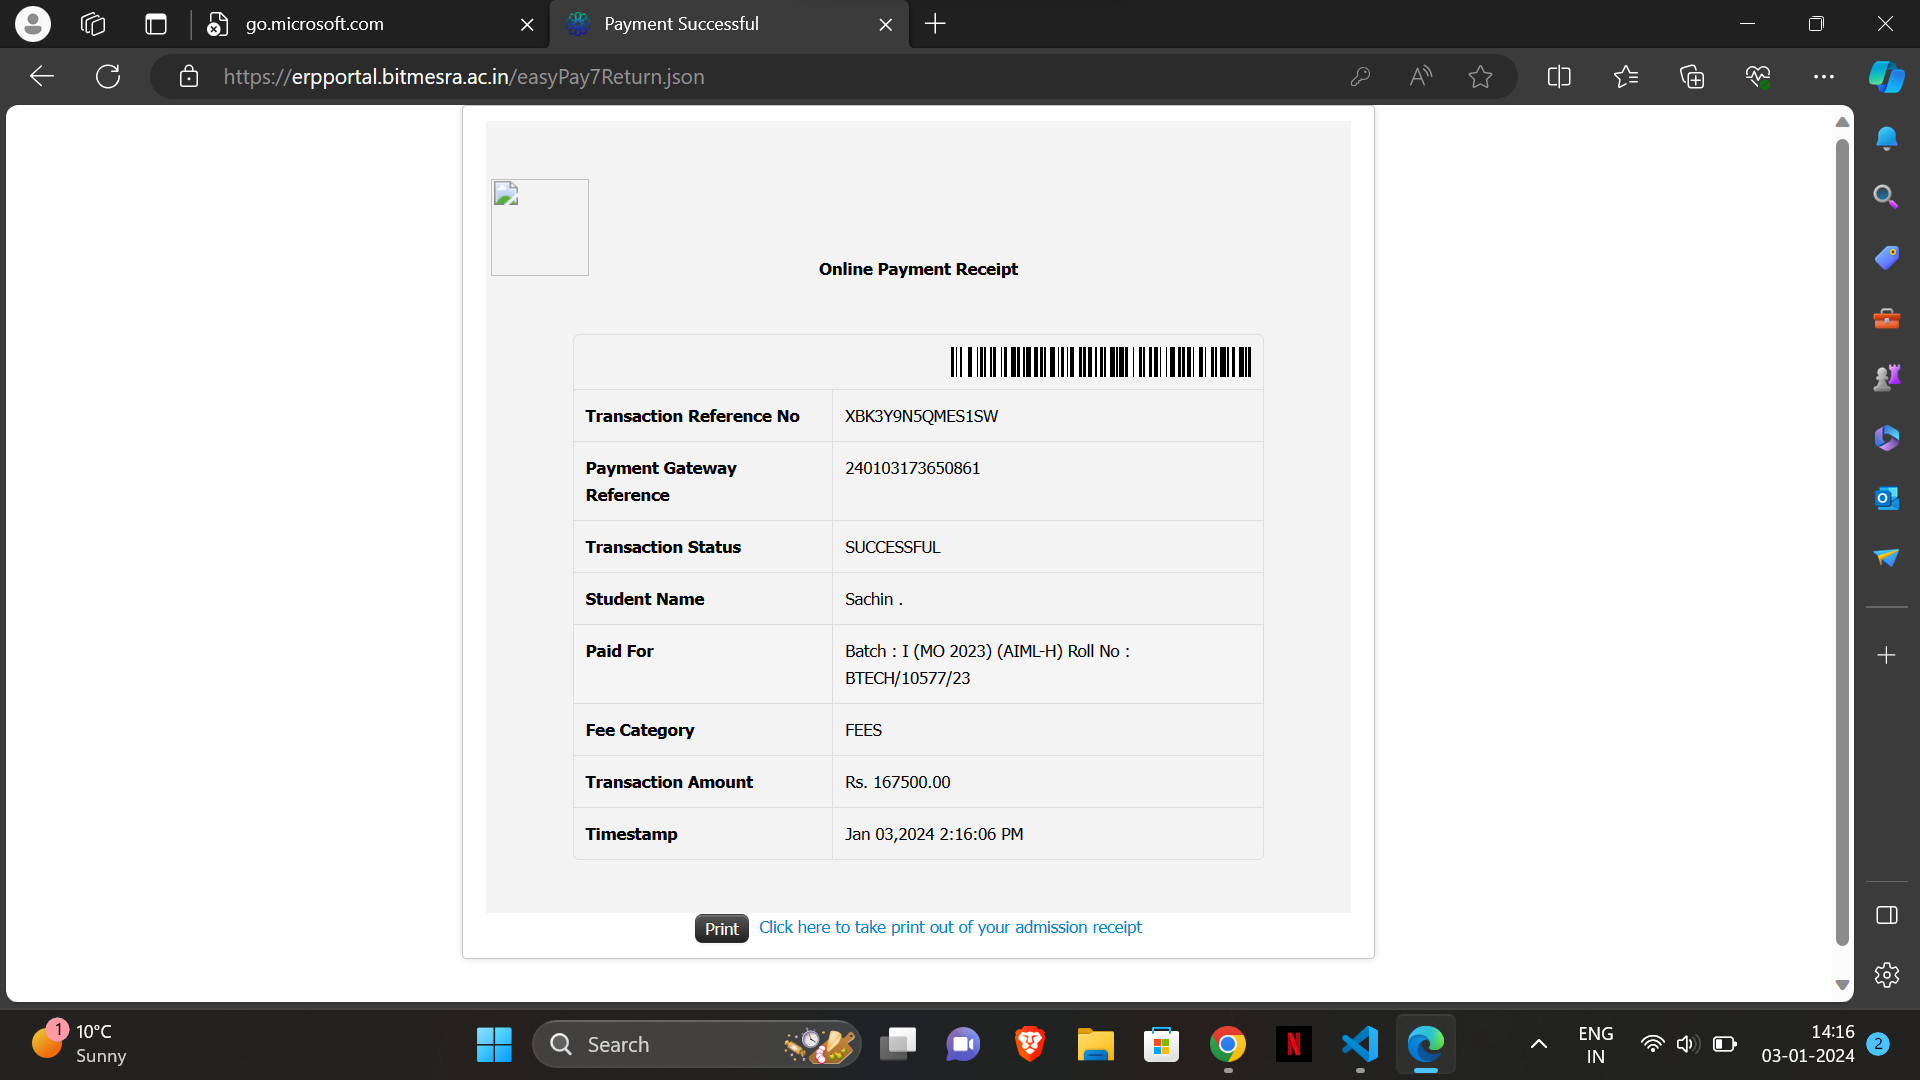 go.microsoft.com
Payment Successful
https://erpportal.bitmesra.ac.in/easyPay7Return.json
Online Payment Receipt
Transaction Reference No XBK3Y9N5QMES1SW
Payment Gateway Reference 240103173650861
Transaction Status SUCCESSFUL
Student Name Sachin .
Paid For Batch : I (MO 2023) (AIML-H) Roll No :
BTECH/10577/23
Fee Category FEES
Transaction Amount Rs. 167500.00
Timestamp Jan 03,2024 2:16:06 PM
Print Click here to take print out of your admission receipt
1
10°C
Sunny
Search
ENG
IN
14:16
03-01-2024
2